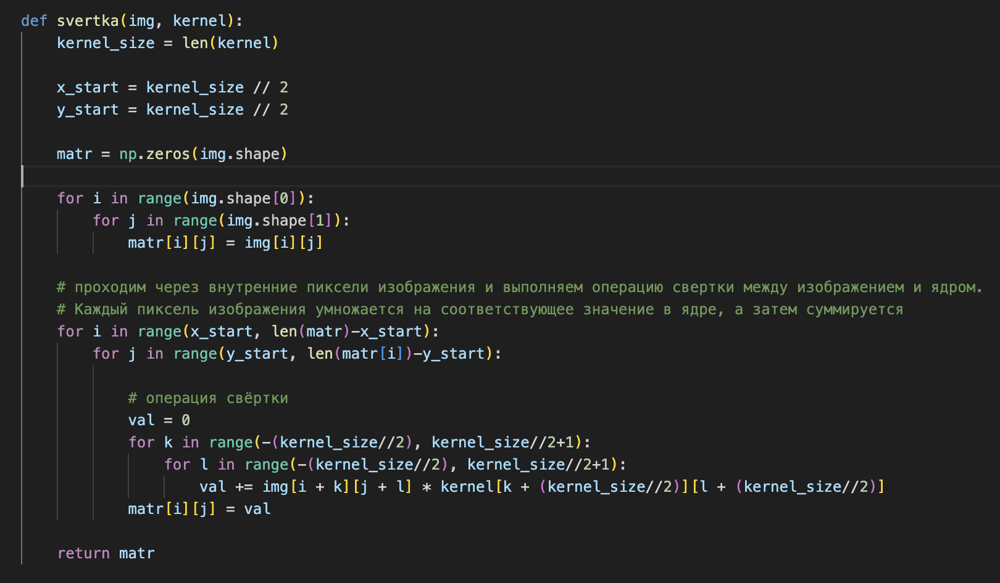 def svertka(img, kernel):
    kernel_size = len(kernel)
    x_start = kernel_size // 2
    y_start = kernel_size // 2
    matr = np.zeros(img.shape)
    for i in range(img.shape[0]):
        for j in range(img.shape[1]):
            matr[i][j] = img[i][j]
    # проходим через внутренние пиксели изображения и выполняем операцию свертки между изображением и ядром.
    # Каждый пиксель изображения умножается на соответствующее значение в ядре, а затем суммируется
    for i in range(x_start, len(matr)-x_start):
        for j in range(y_start, len(matr[i])-y_start):
            # операция свёртки
            val = 0
            for k in range(-(kernel_size//2), kernel_size//2+1):
                for l in range(-(kernel_size//2), kernel_size//2+1):
                    val += img[i + k][j + l] * kernel[k + (kernel_size//2)][l + (kernel_size//2)]
            matr[i][j] = val
    return matr